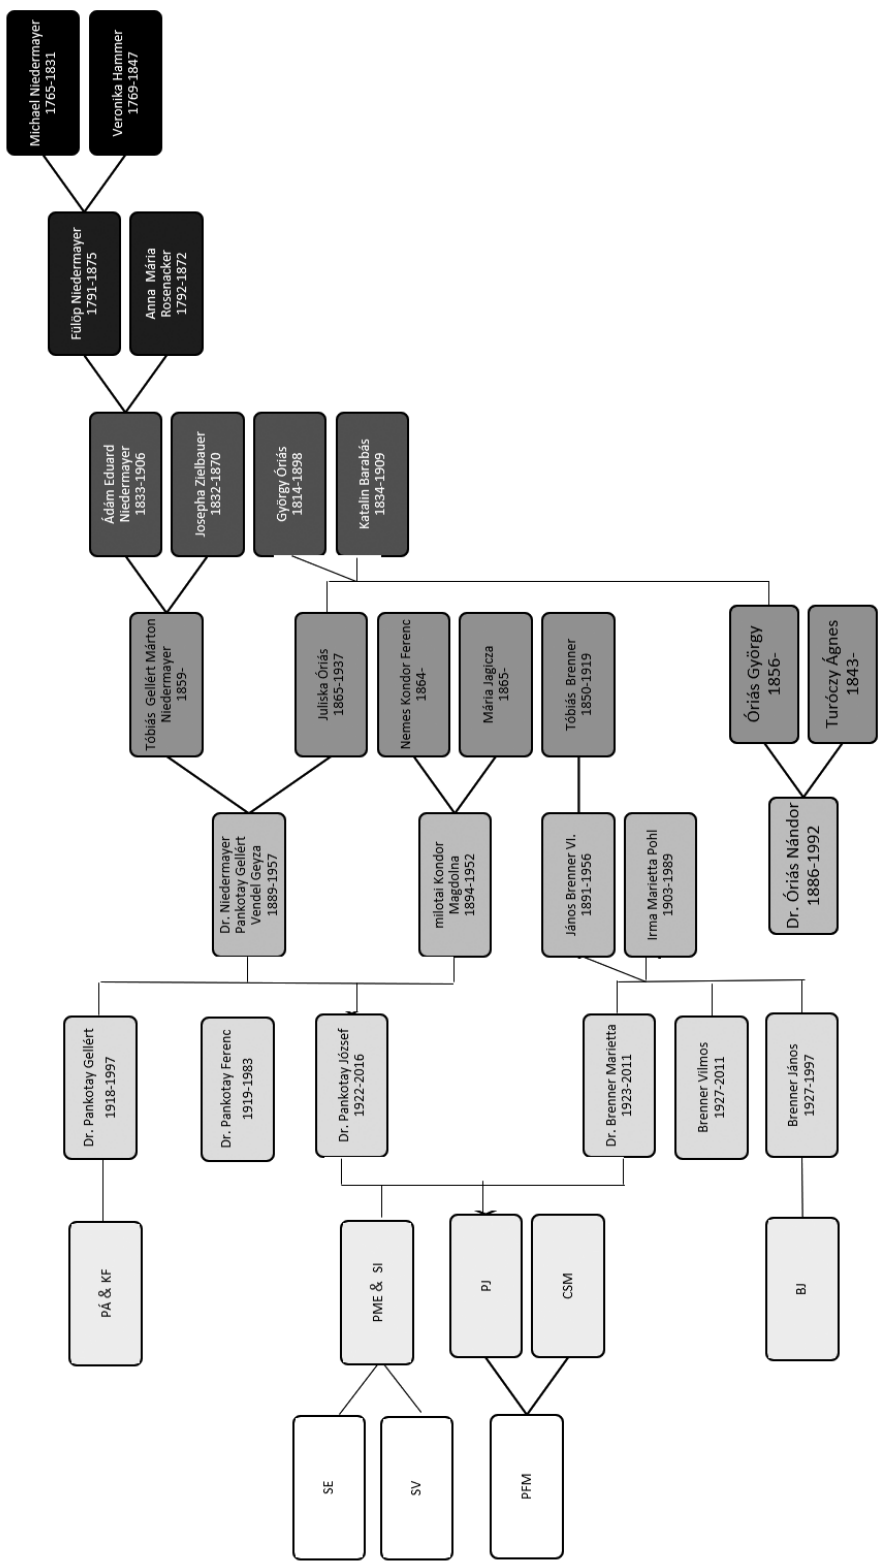 Michael Niedermayer
1765-1831
Veronika Hammer
1769-1847
Fülöp Niedermayer
1791-1875
Anna Mária
Rosenacker
1792-1872
Ádám Eduard
Niedermayer
1833-1906
Josepha Zielbauer
1832-1870
György Óriás
1814-1898
Katalin Barabás
1834-1909
Tóbiás Gellért Márton
Niedermayer
1859-
Juliska Óriás
1865-1937
Nemes Kondor Ferenc
1864-
Mária Jagicza
1865-
Tóbiás Brenner
1850-1919
Óriás György
1856-
Turóczy Ágnes
1843-
Dr. Niedermayer
Pankotay Gellért
Vendel Geyza
1889-1957
milotai Kondor
Magdolna
1894-1952
János Brenner VI.
1891-1956
Irma Marietta Pohl
1903-1989
Dr. Óriás Nándor
1886-1992
Dr. Pankotay Gellért
1918-1997
Dr. Pankotay Ferenc
1919-1983
Dr. Pankotay József
1922-2016
Dr. Brenner Marietta
1923-2011
Brenner Vilmos
1927-2011
Brenner János
1927-1997
PÁ & KF
PME & SI
PJ
CSM
BJ
SE
SV
PFM